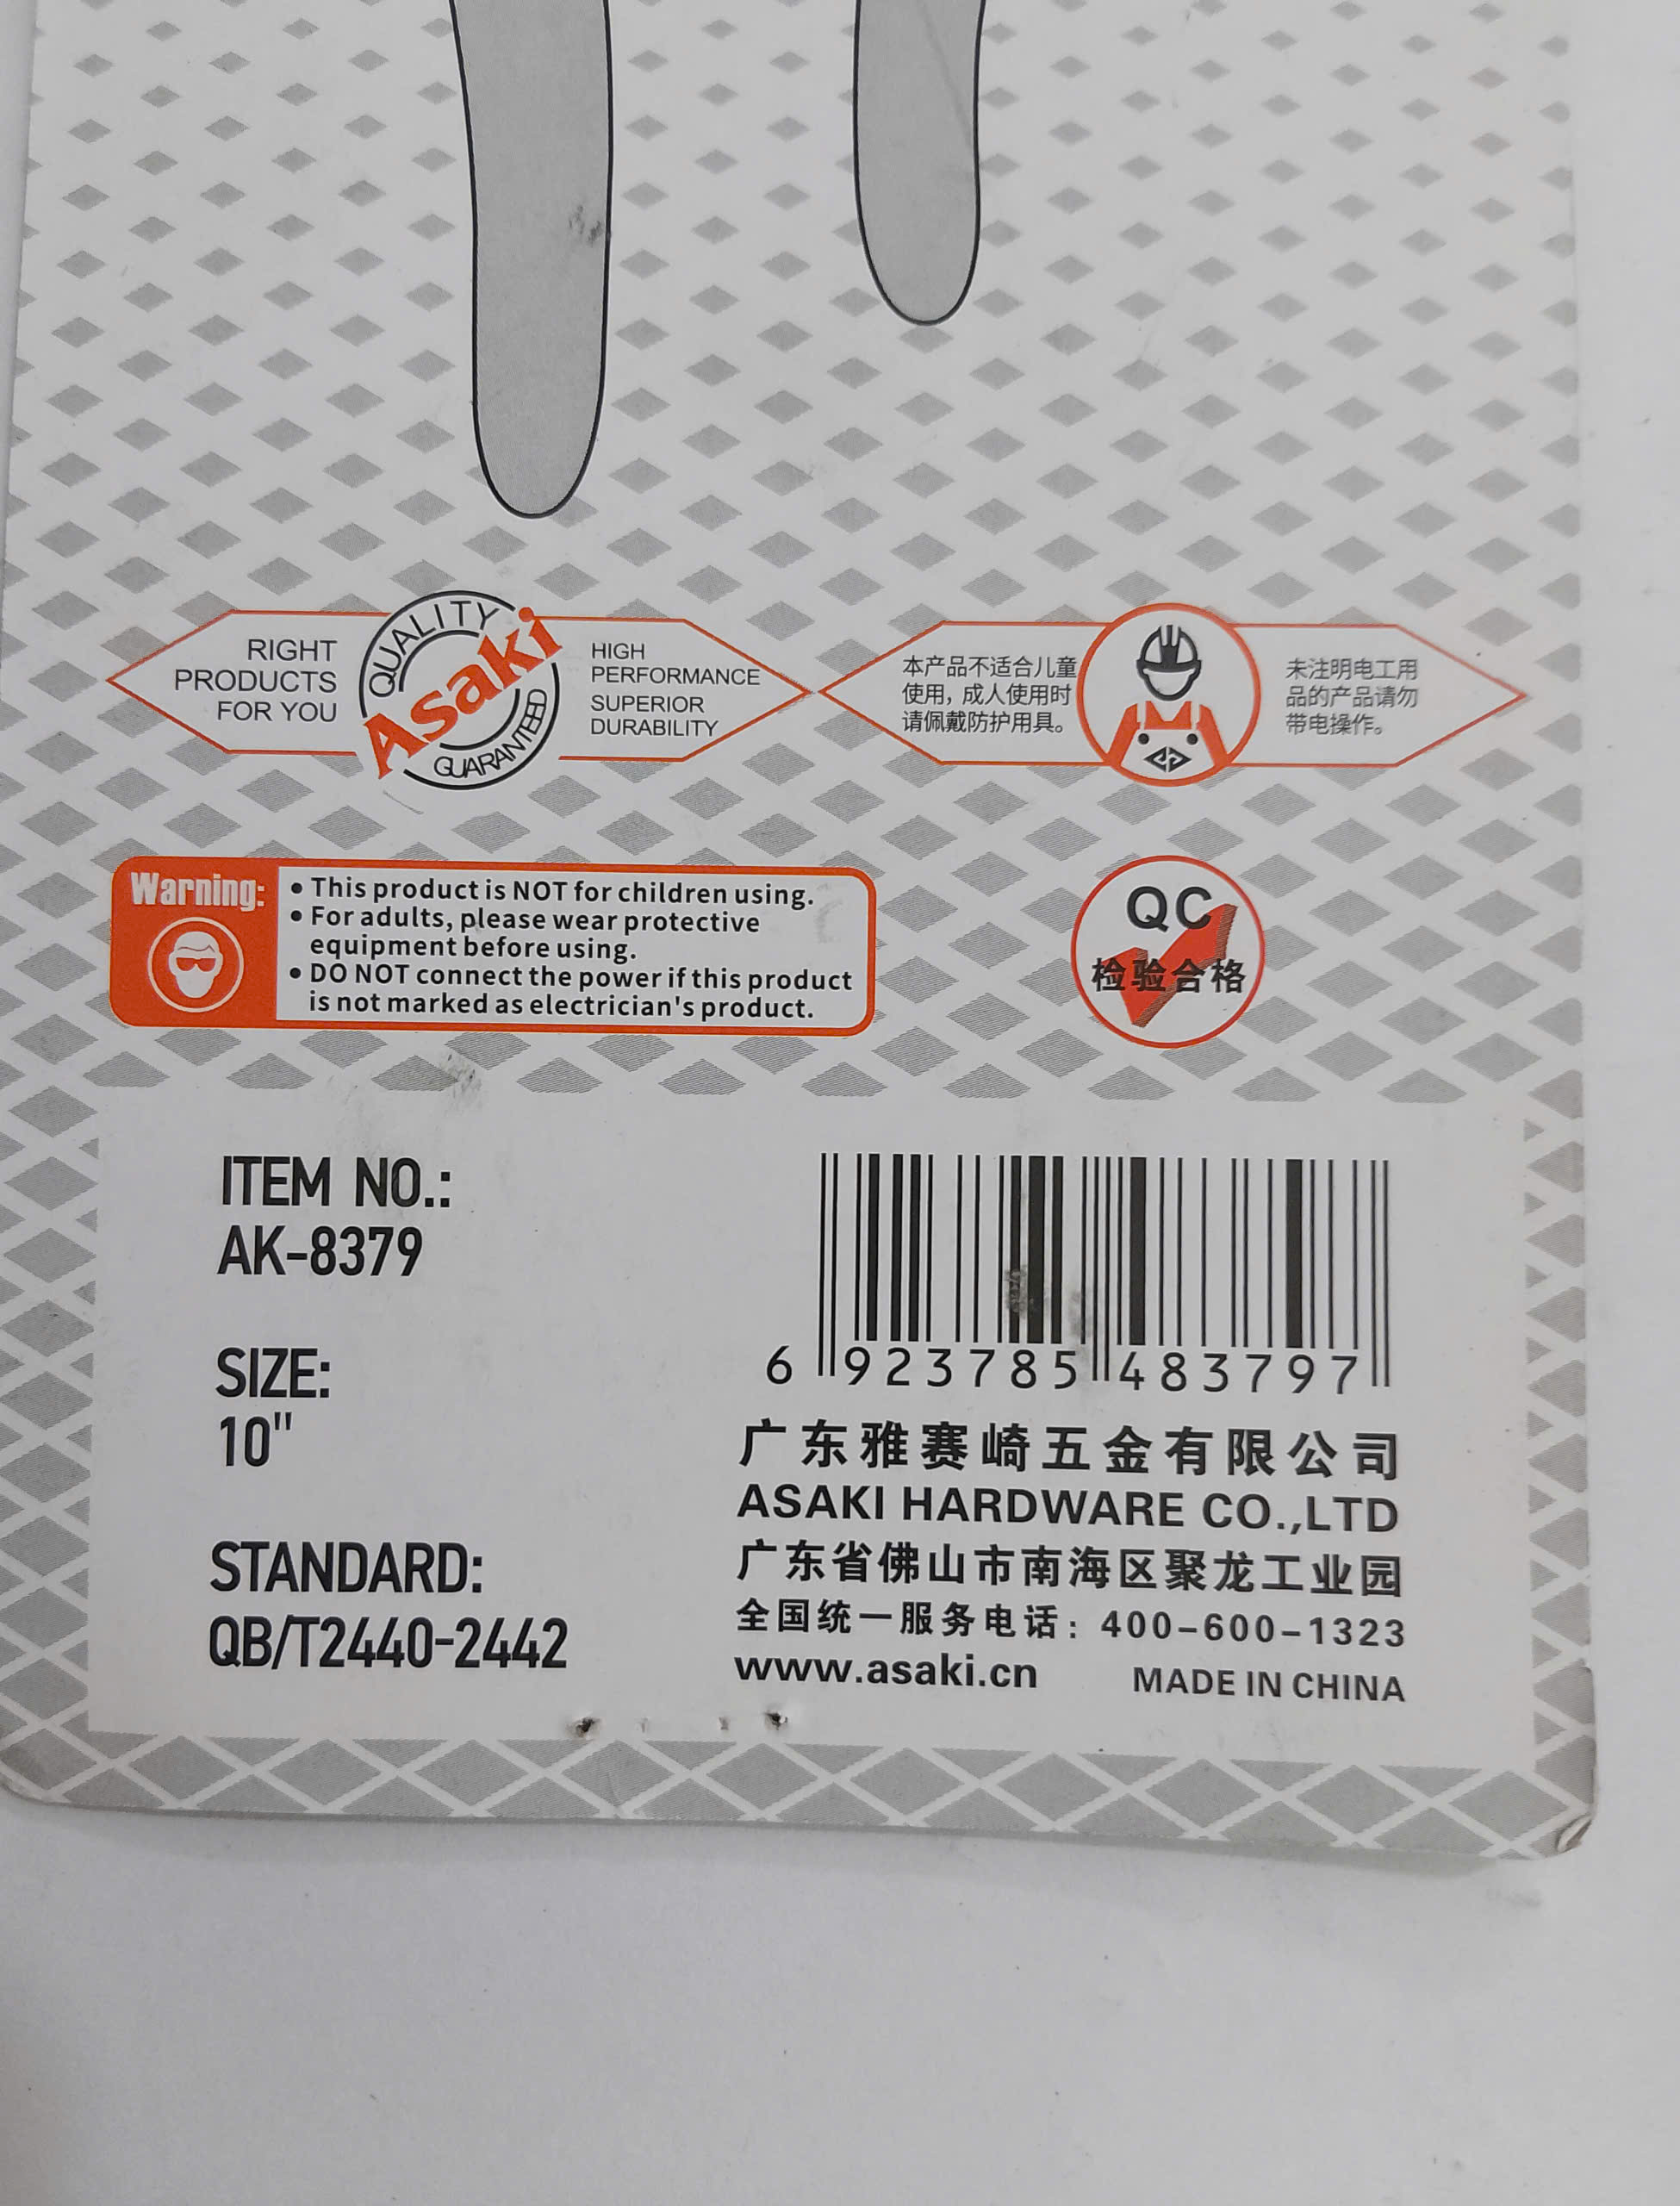 RIGHT
PRODUCTS
FOR YOU
QUALITY
Asaki
GUARANTEED
HIGH
PERFORMANCE
SUPERIOR
DURABILITY
本产品不适合儿童
使用，成人使用时
请佩戴防护用具。
未注明电工用
品的产品请勿
带电操作。
Warning:
• This product is NOT for children using.
• For adults, please wear protective
equipment before using.
• DO NOT connect the power if this product
is not marked as electrician's product.
QC
检验合格
ITEM NO.:
AK-8379
SIZE:
10"
STANDARD:
QB/T2440-2442
6 923785 483797
广东雅赛崎五金有限公司
ASAKI HARDWARE CO.,LTD
广东省佛山市南海区聚龙工业园
全国统一服务电话：400-600-1323
www.asaki.cn MADE IN CHINA